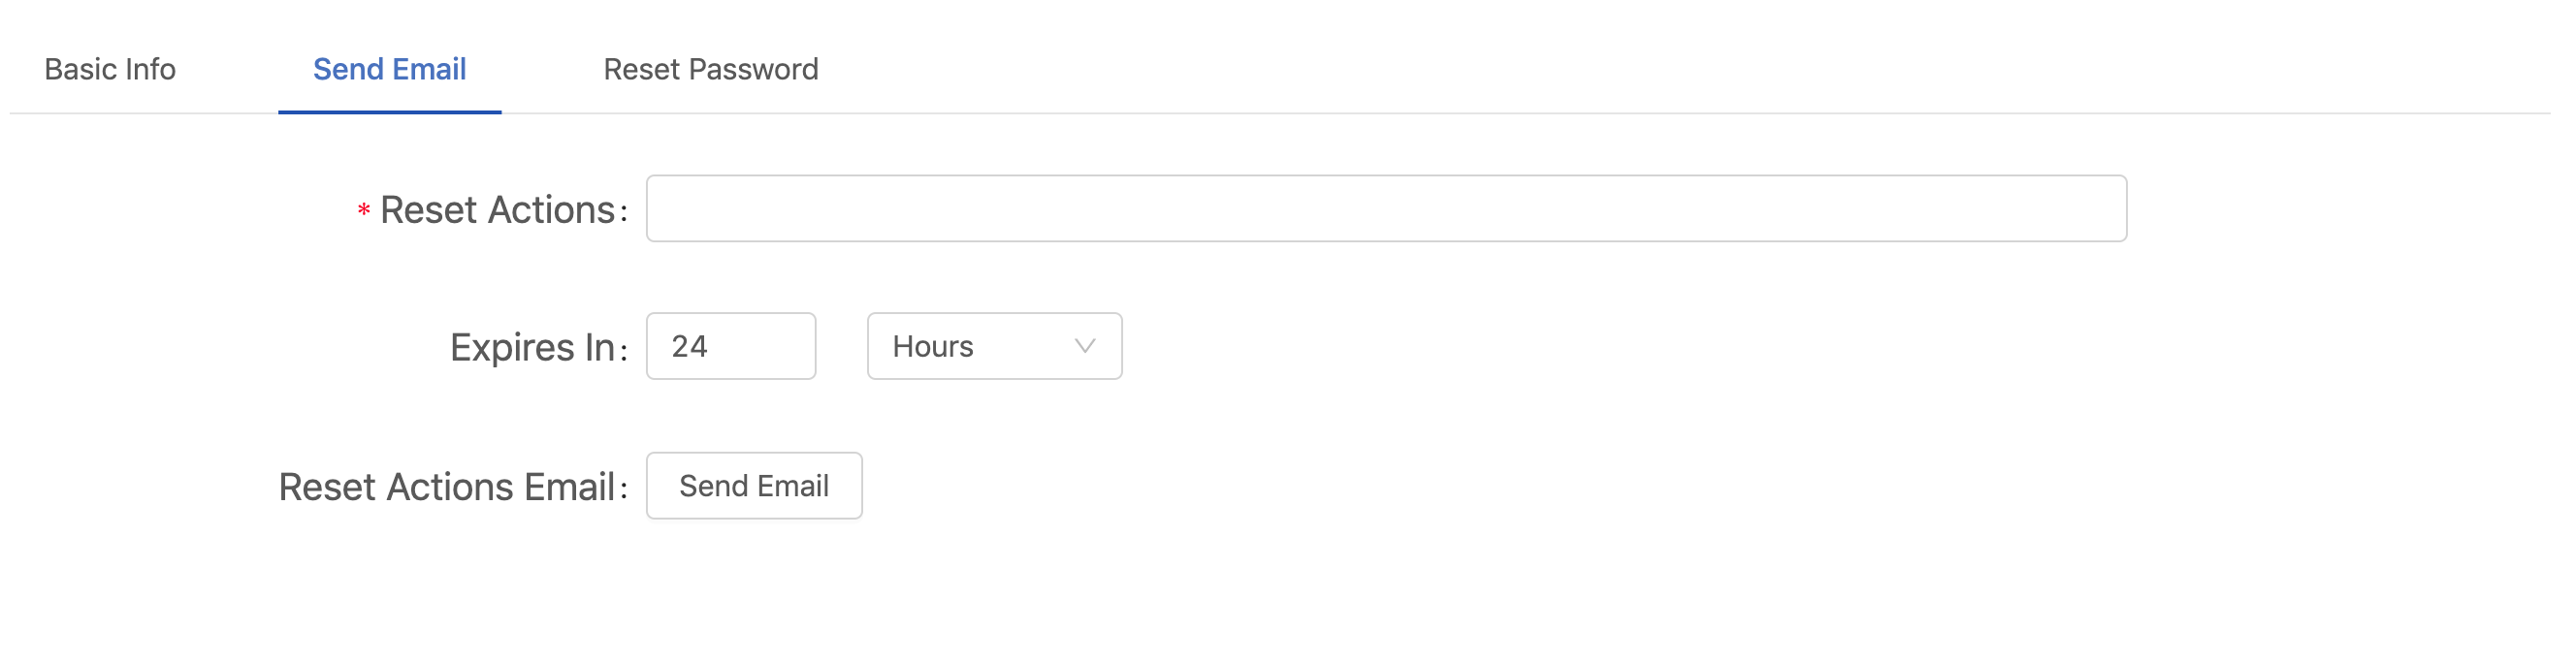 Basic Info Send Email Reset Password
* Reset Actions:
Expires In: 24 Hours
Reset Actions Email: Send Email